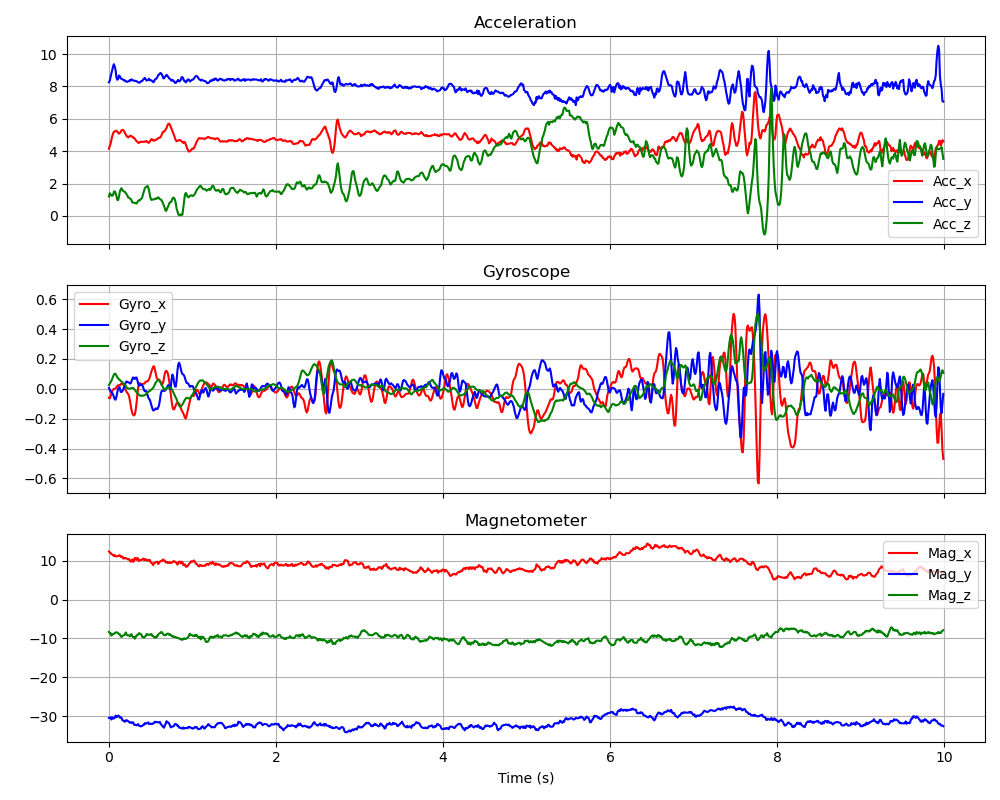 Acceleration
10
8
6
4
2
0
Acc_x
Acc_y
Acc_z
Gyroscope
0.6
0.4
0.2
0.0
−0.2
−0.4
−0.6
Gyro_x
Gyro_y
Gyro_z
Magnetometer
10
0
−10
−20
−30
Mag_x
Mag_y
Mag_z
0 2 4 6 8 10
Time (s)